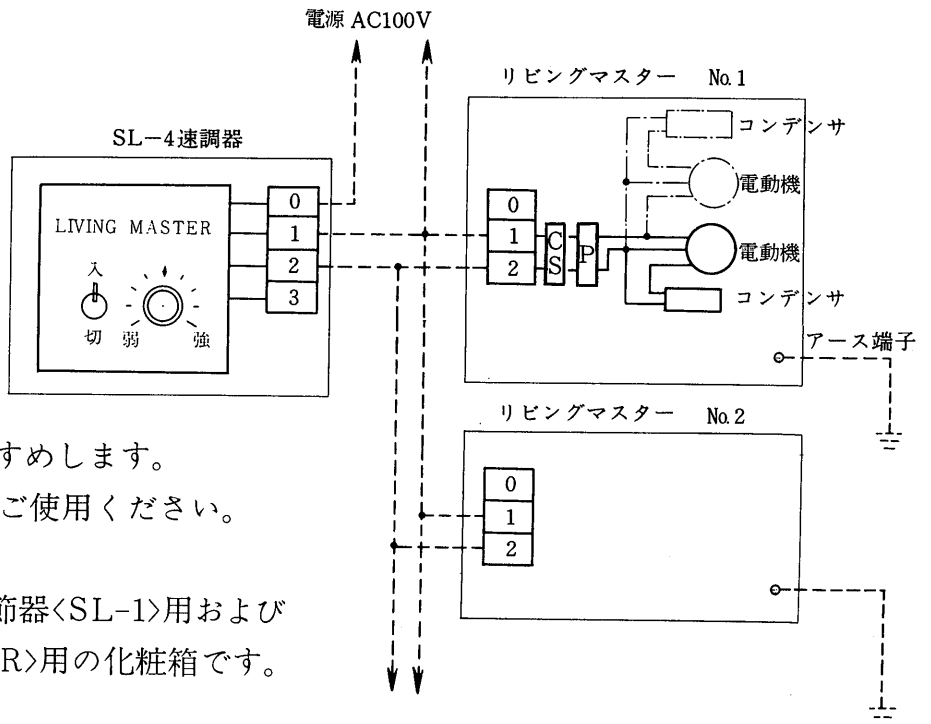 電源 AC100V
SL-4速調器
LIVING MASTER
入
切
弱
強
0
1
2
3
リビングマスター No.1
0
1
2
CS
P
コンデンサ
電動機
電動機
コンデンサ
アース端子
リビングマスター No.2
0
1
2
すめします。
ご使用ください。
節器<SL-1>用および
R>用の化粧箱です。